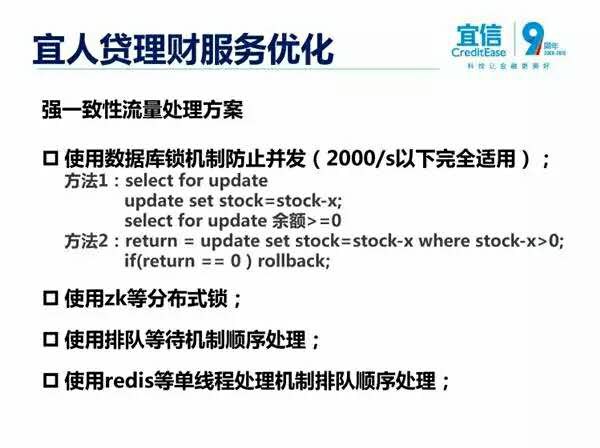 宜人贷理财服务优化
宜信
CreditEase
9周年
2006-2015
科技让金融更美好
强一致性流量处理方案
使用数据库锁机制防止并发（2000/s以下完全适用）；
方法1：select for update
update set stock=stock-x;
select for update 余额>=0
方法2：return = update set stock=stock-x where stock-x>0;
if(return == 0 ) rollback;
使用zk等分布式锁；
使用排队等待机制顺序处理；
使用redis等单线程处理机制排队顺序处理；